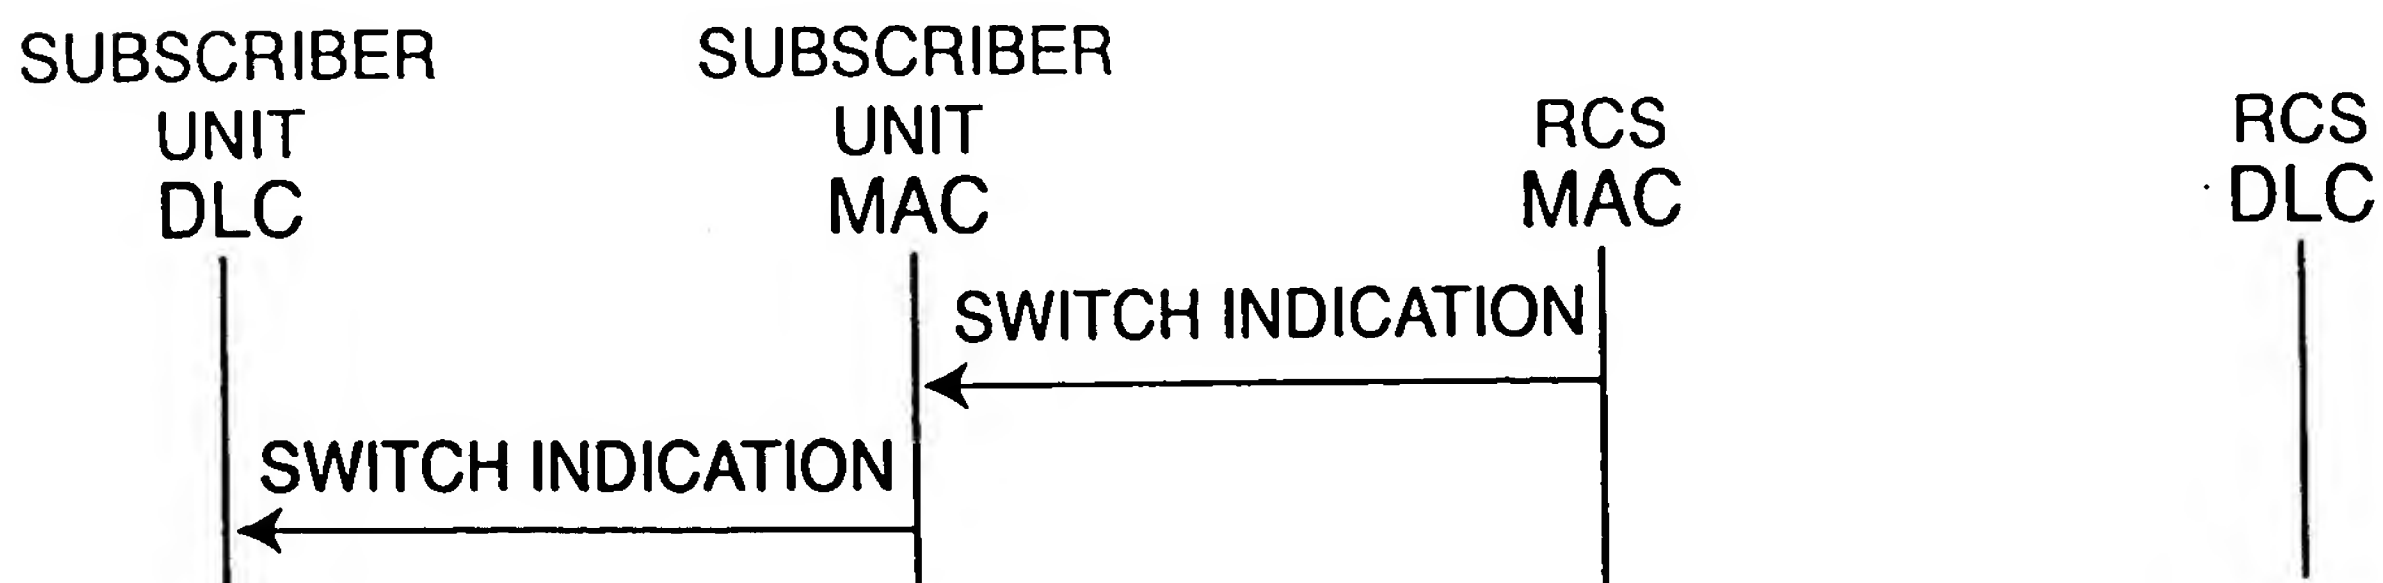 SUBSCRIBER
UNIT
DLC
SUBSCRIBER
UNIT
MAC
RCS
MAC
RCS
DLC
SWITCH INDICATION
SWITCH INDICATION